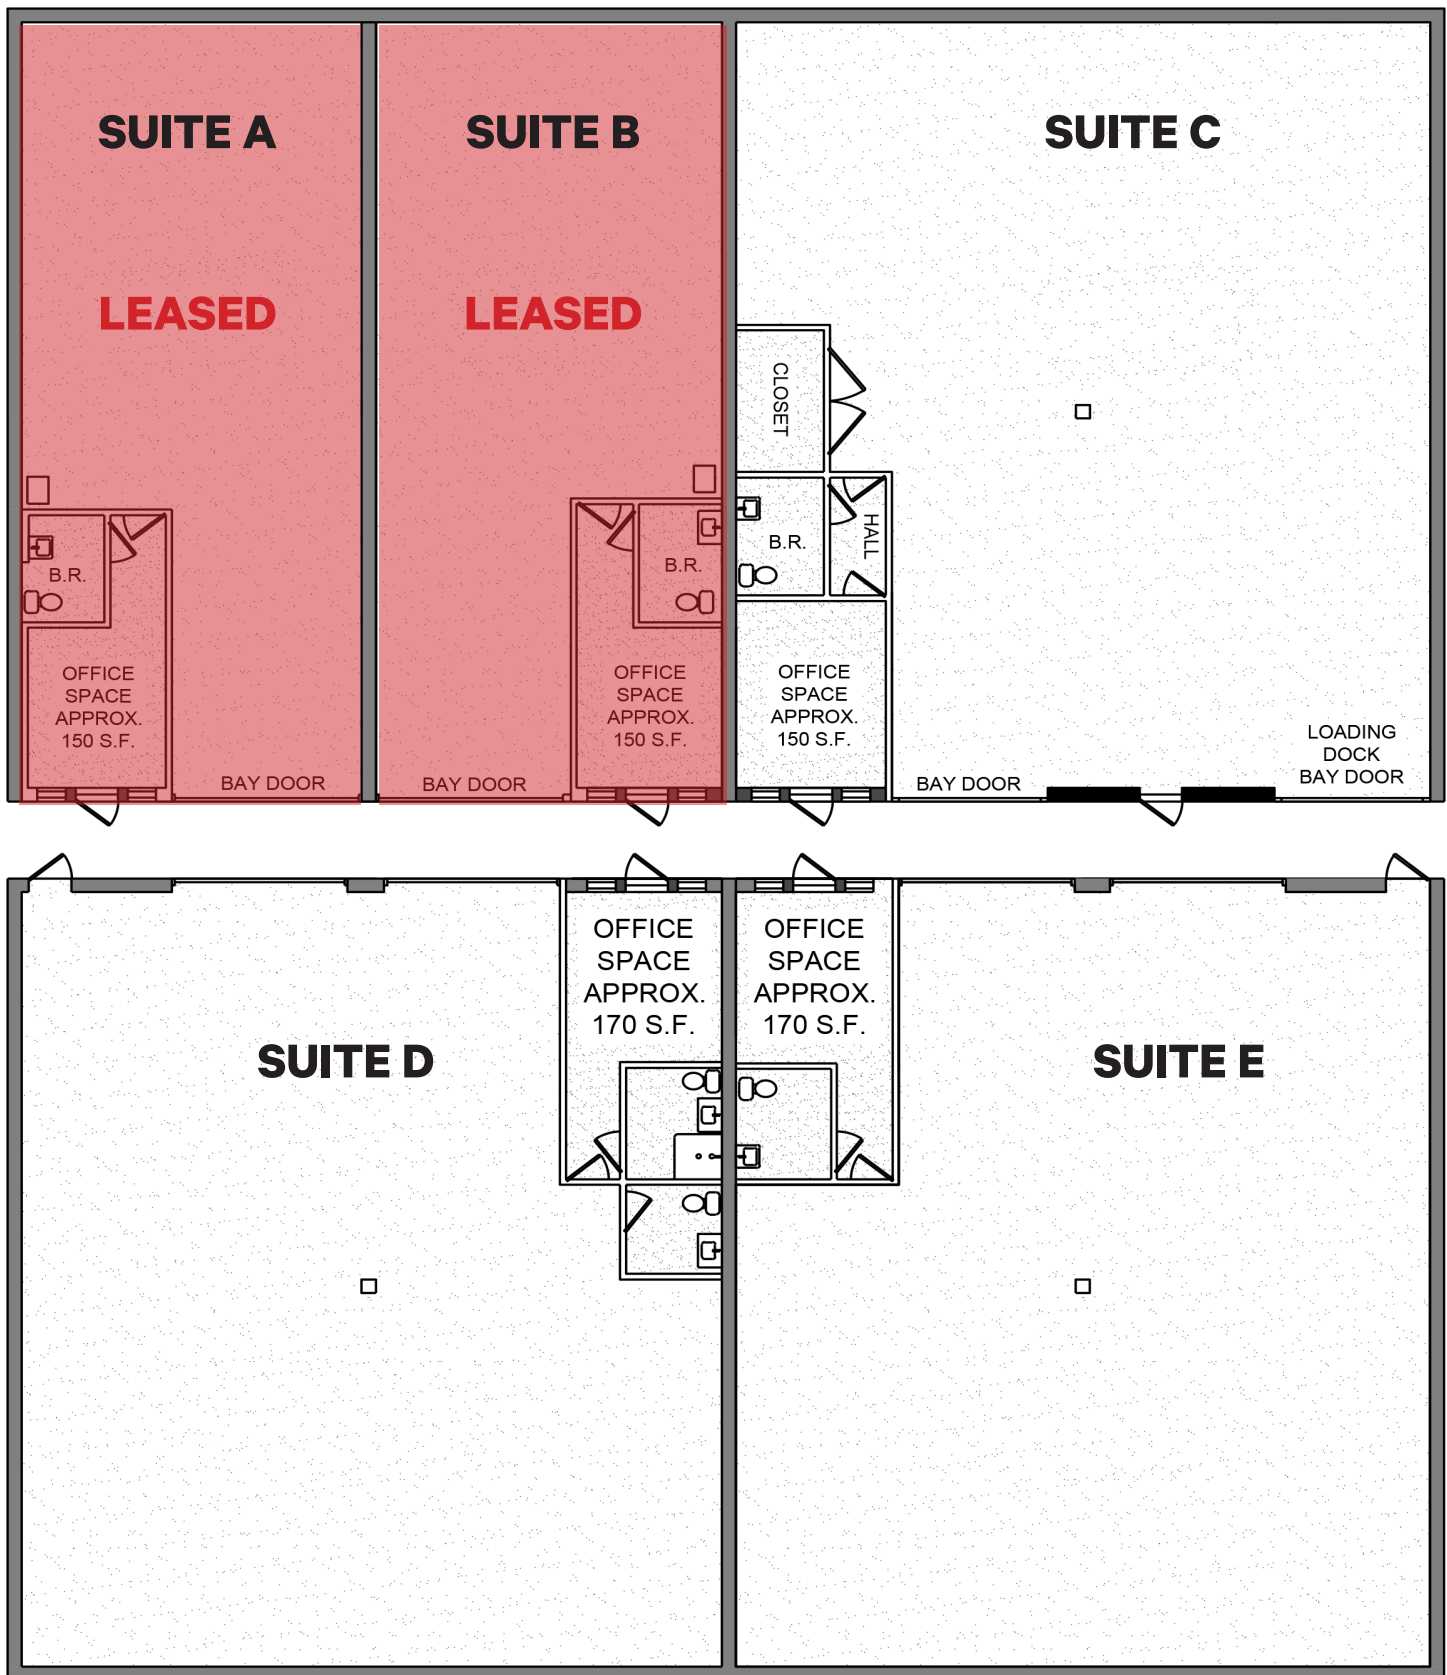 SUITE A
LEASED
B.R.
OFFICE
SPACE
APPROX.
150 S.F.
BAY DOOR
SUITE B
LEASED
B.R.
OFFICE
SPACE
APPROX.
150 S.F.
BAY DOOR
SUITE C
CLOSET
B.R.
HALL
OFFICE
SPACE
APPROX.
150 S.F.
BAY DOOR
LOADING
DOCK
BAY DOOR
OFFICE
SPACE
APPROX.
170 S.F.
SUITE D
OFFICE
SPACE
APPROX.
170 S.F.
SUITE E